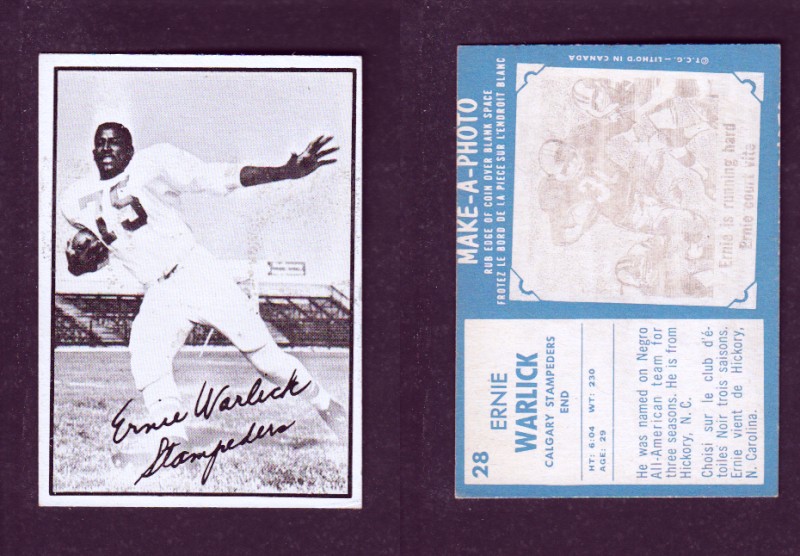 75
Ernie Warlick
Stampeders
©T.C.G. – LITHO'D IN CANADA
MAKE-A-PHOTO
RUB EDGE OF COIN OVER BLANK SPACE
FROTEZ LE BORD DE LA PIECE SUR L'ENDROIT BLANC
Ernie is running hard
Ernie court vite
28
ERNIE
WARLICK
CALGARY STAMPEDERS
END
HT: 6:04 WT: 230
AGE: 29
He was named on Negro
All-American team for
three seasons. He is from
Hickory, N. C.
Choisi sur le club d'é-
toiles Noir trois saisons.
Ernie vient de Hickory,
N. Carolina.